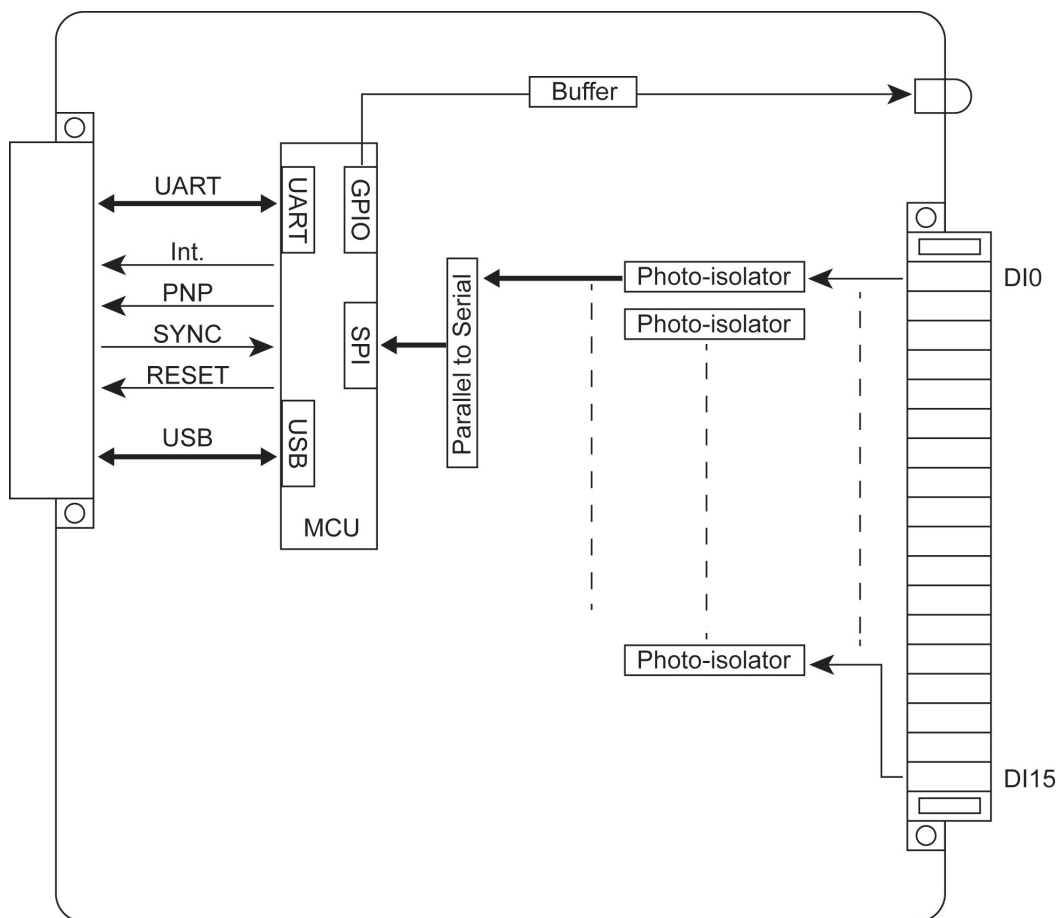 Buffer
UART
UART
GPIO
Int.
PNP
SYNC
RESET
USB
USB
SPI
MCU
Parallel to Serial
Photo-isolator
Photo-isolator
Photo-isolator
DI0
DI15